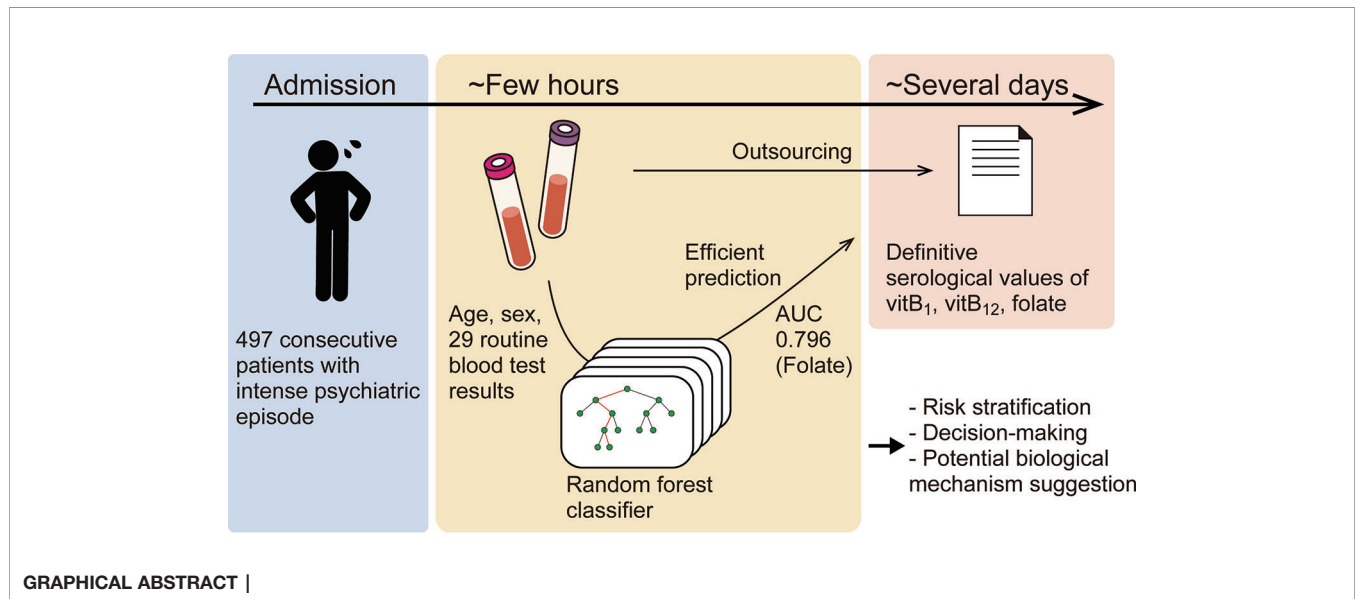 Admission
~Few hours
~Several days
Outsourcing
Efficient
prediction
Definitive
serological values of
vitB1, vitB12, folate
497 consecutive
patients with
intense psychiatric
episode
Age, sex,
29 routine
blood test
results
AUC
0.796
(Folate)
Random forest
classifier
- Risk stratification
- Decision-making
- Potential biological
mechanism suggestion
GRAPHICAL ABSTRACT |